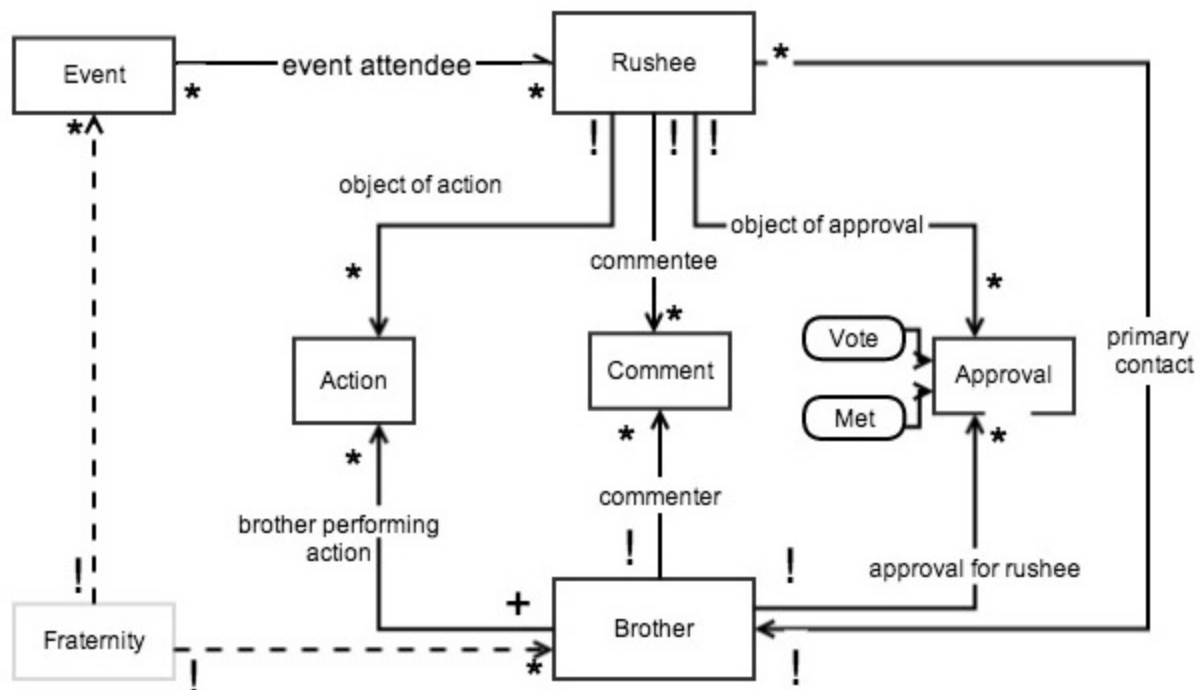 Event
* event attendee *
Rushee
*
*
! ! !
object of action
object of approval
commentee
*
*
*
primary
contact
Vote
Action
Comment
Approval
Met
*
*
*
commenter
brother performing
action
!
!
approval for rushee
!
+
Fraternity
Brother
!
*
!